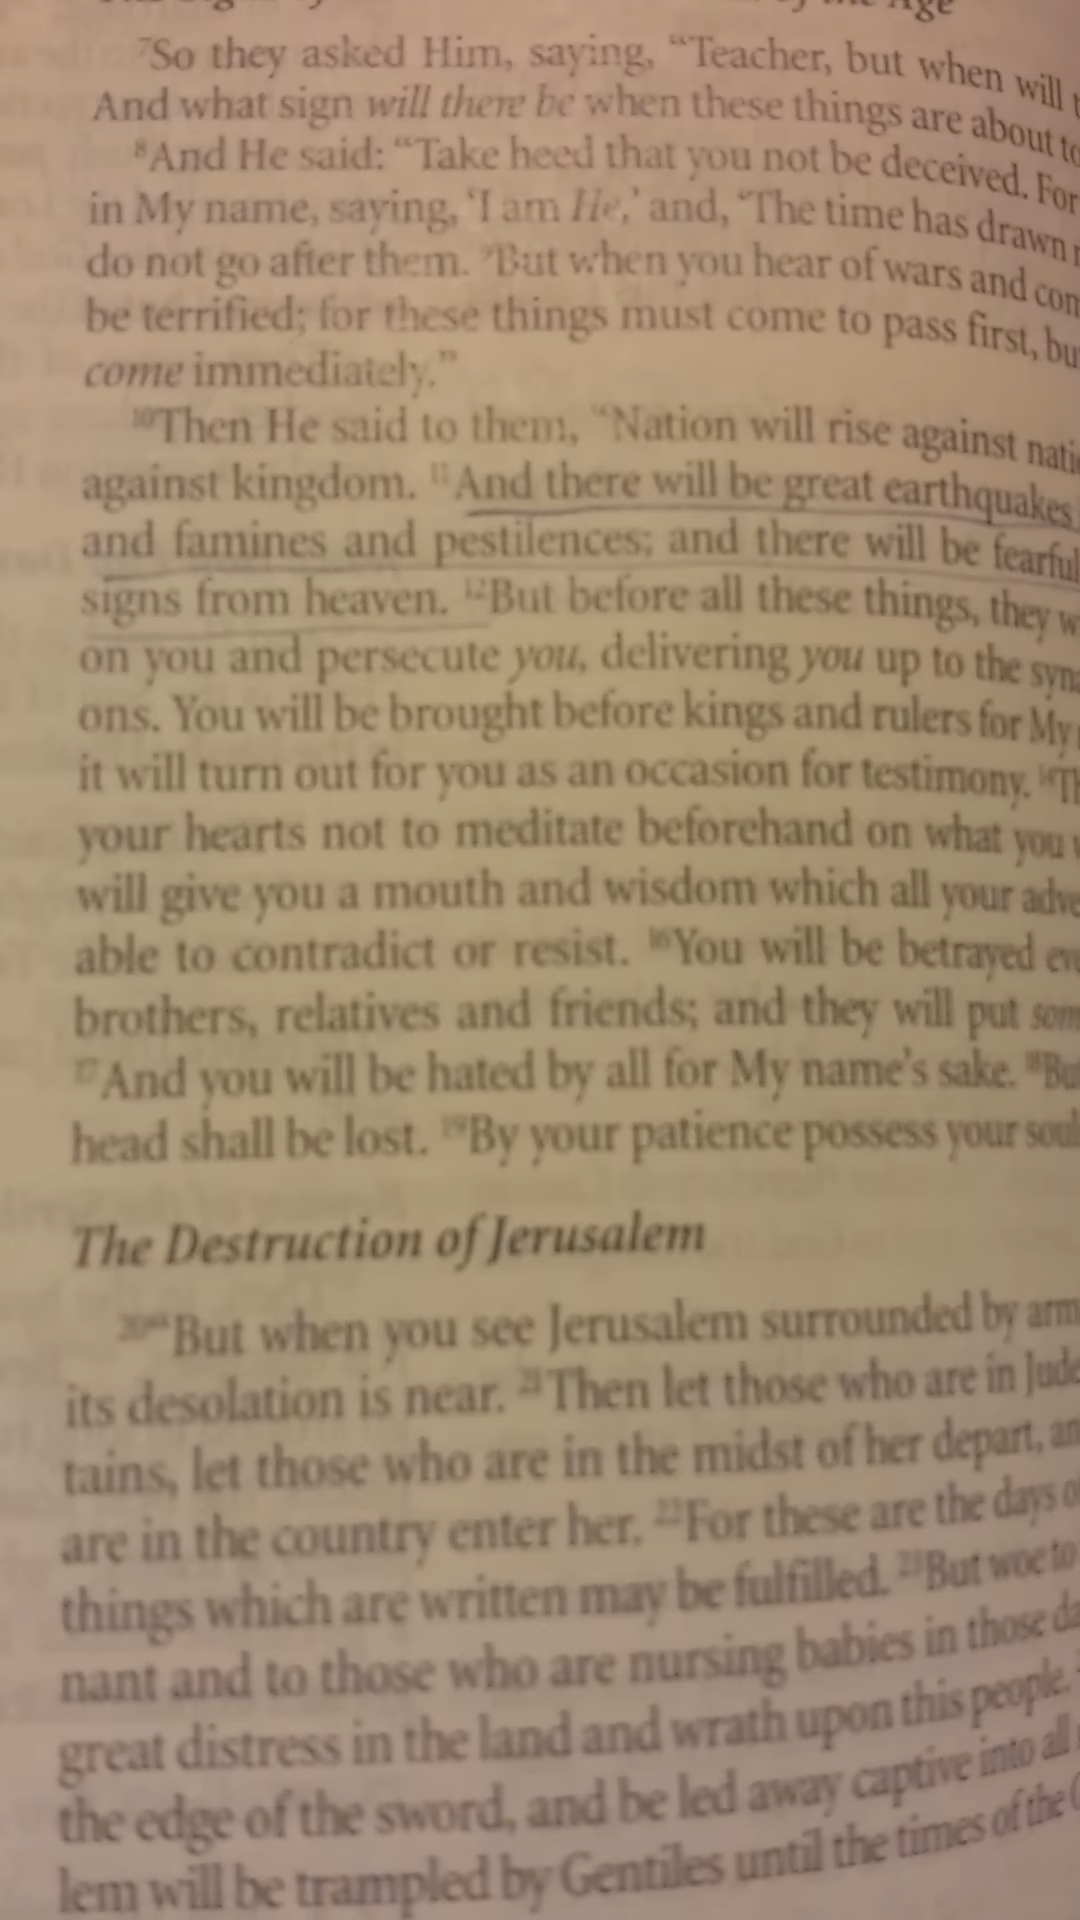 of the Age
⁷So they asked Him, saying, “Teacher, but when will
And what sign will there be when these things are about to
⁸And He said: “Take heed that you not be deceived. For
in My name, saying, ‘I am He,’ and, ‘The time has drawn
do not go after them. ⁹But when you hear of wars and com
be terrified; for these things must come to pass first, bu
come immediately.”
¹⁰Then He said to them, “Nation will rise against nati
against kingdom. ¹¹And there will be great earthquakes
and famines and pestilences; and there will be fearful
signs from heaven. ¹²But before all these things, they w
on you and persecute you, delivering you up to the syna
ons. You will be brought before kings and rulers for My
it will turn out for you as an occasion for testimony. ¹⁴Th
your hearts not to meditate beforehand on what you
will give you a mouth and wisdom which all your adve
able to contradict or resist. ¹⁶You will be betrayed eve
brothers, relatives and friends; and they will put som
¹⁷And you will be hated by all for My name’s sake. ¹⁸Bu
head shall be lost. ¹⁹By your patience possess your soul
The Destruction of Jerusalem
²⁰“But when you see Jerusalem surrounded by arm
its desolation is near. ²¹Then let those who are in Jude
tains, let those who are in the midst of her depart, an
are in the country enter her. ²²For these are the days o
things which are written may be fulfilled. ²³But woe to
nant and to those who are nursing babies in those da
great distress in the land and wrath upon this people.
the edge of the sword, and be led away captive into all
lem will be trampled by Gentiles until the times of the G